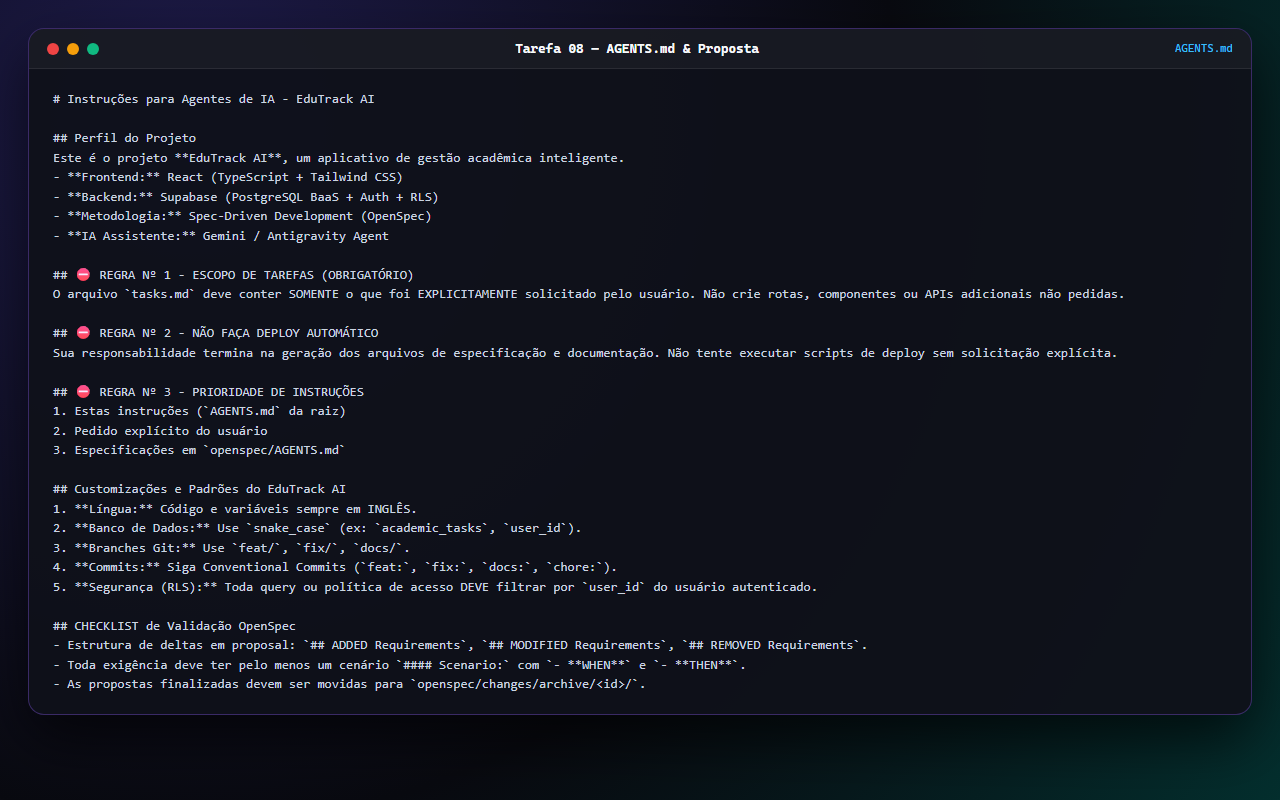 Tarefa 08 — AGENTS.md & Proposta
AGENTS.md
# Instruções para Agentes de IA - EduTrack AI
## Perfil do Projeto
Este é o projeto **EduTrack AI**, um aplicativo de gestão acadêmica inteligente.
- **Frontend:** React (TypeScript + Tailwind CSS)
- **Backend:** Supabase (PostgreSQL BaaS + Auth + RLS)
- **Metodologia:** Spec-Driven Development (OpenSpec)
- **IA Assistente:** Gemini / Antigravity Agent
## ⛔ REGRA Nº 1 - ESCOPO DE TAREFAS (OBRIGATÓRIO)
O arquivo `tasks.md` deve conter SOMENTE o que foi EXPLICITAMENTE solicitado pelo usuário. Não crie rotas, componentes ou APIs adicionais não pedidas.
## ⛔ REGRA Nº 2 - NÃO FAÇA DEPLOY AUTOMÁTICO
Sua responsabilidade termina na geração dos arquivos de especificação e documentação. Não tente executar scripts de deploy sem solicitação explícita.
## ⛔ REGRA Nº 3 - PRIORIDADE DE INSTRUÇÕES
1. Estas instruções (`AGENTS.md` da raiz)
2. Pedido explícito do usuário
3. Especificações em `openspec/AGENTS.md`
## Customizações e Padrões do EduTrack AI
1. **Língua:** Código e variáveis sempre em INGLÊS.
2. **Banco de Dados:** Use `snake_case` (ex: `academic_tasks`, `user_id`).
3. **Branches Git:** Use `feat/`, `fix/`, `docs/`.
4. **Commits:** Siga Conventional Commits (`feat:`, `fix:`, `docs:`, `chore:`).
5. **Segurança (RLS):** Toda query ou política de acesso DEVE filtrar por `user_id` do usuário autenticado.
## CHECKLIST de Validação OpenSpec
- Estrutura de deltas em proposal: `## ADDED Requirements`, `## MODIFIED Requirements`, `## REMOVED Requirements`.
- Toda exigência deve ter pelo menos um cenário `#### Scenario:` com `- **WHEN**` e `- **THEN**`.
- As propostas finalizadas devem ser movidas para `openspec/changes/archive/<id>/`.